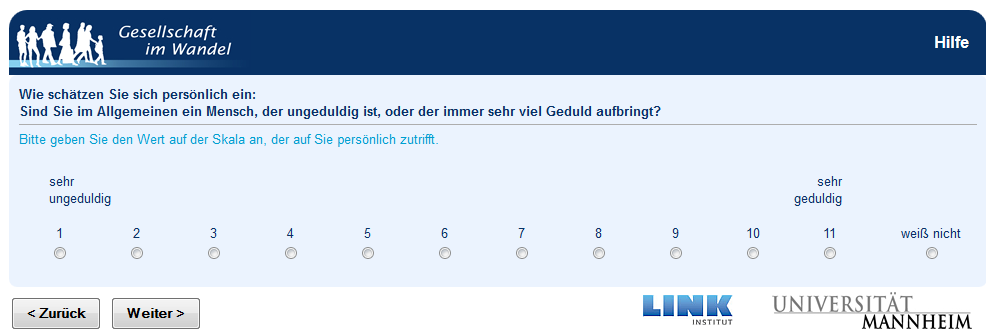 Gesellschaft
im Wandel
Hilfe
Wie schätzen Sie sich persönlich ein:
Sind Sie im Allgemeinen ein Mensch, der ungeduldig ist, oder der immer sehr viel Geduld aufbringt?
Bitte geben Sie den Wert auf der Skala an, der auf Sie persönlich zutrifft.
sehr sehr
ungeduldig geduldig
1 2 3 4 5 6 7 8 9 10 11 weiß nicht
< Zurück Weiter >
LINK
INSTITUT
UNIVERSITÄT
MANNHEIM